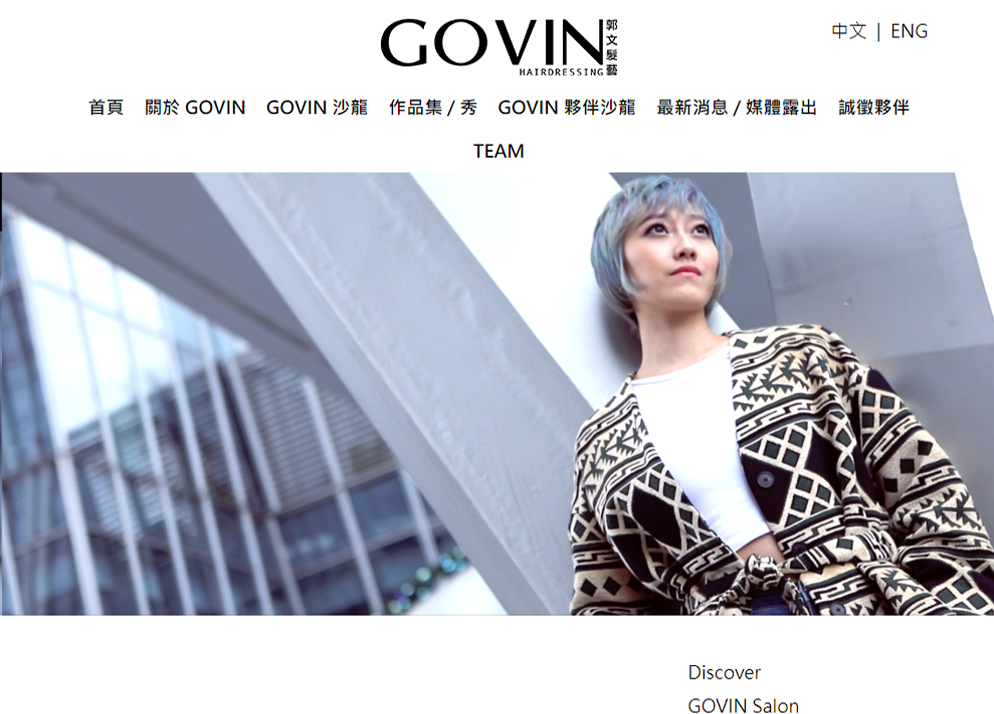 GOVIN
郭文髮藝
HAIRDRESSING
中文 | ENG
首頁 關於 GOVIN GOVIN 沙龍 作品集 / 秀 GOVIN 夥伴沙龍 最新消息 / 媒體露出 誠徵夥伴
TEAM
Discover
GOVIN Salon